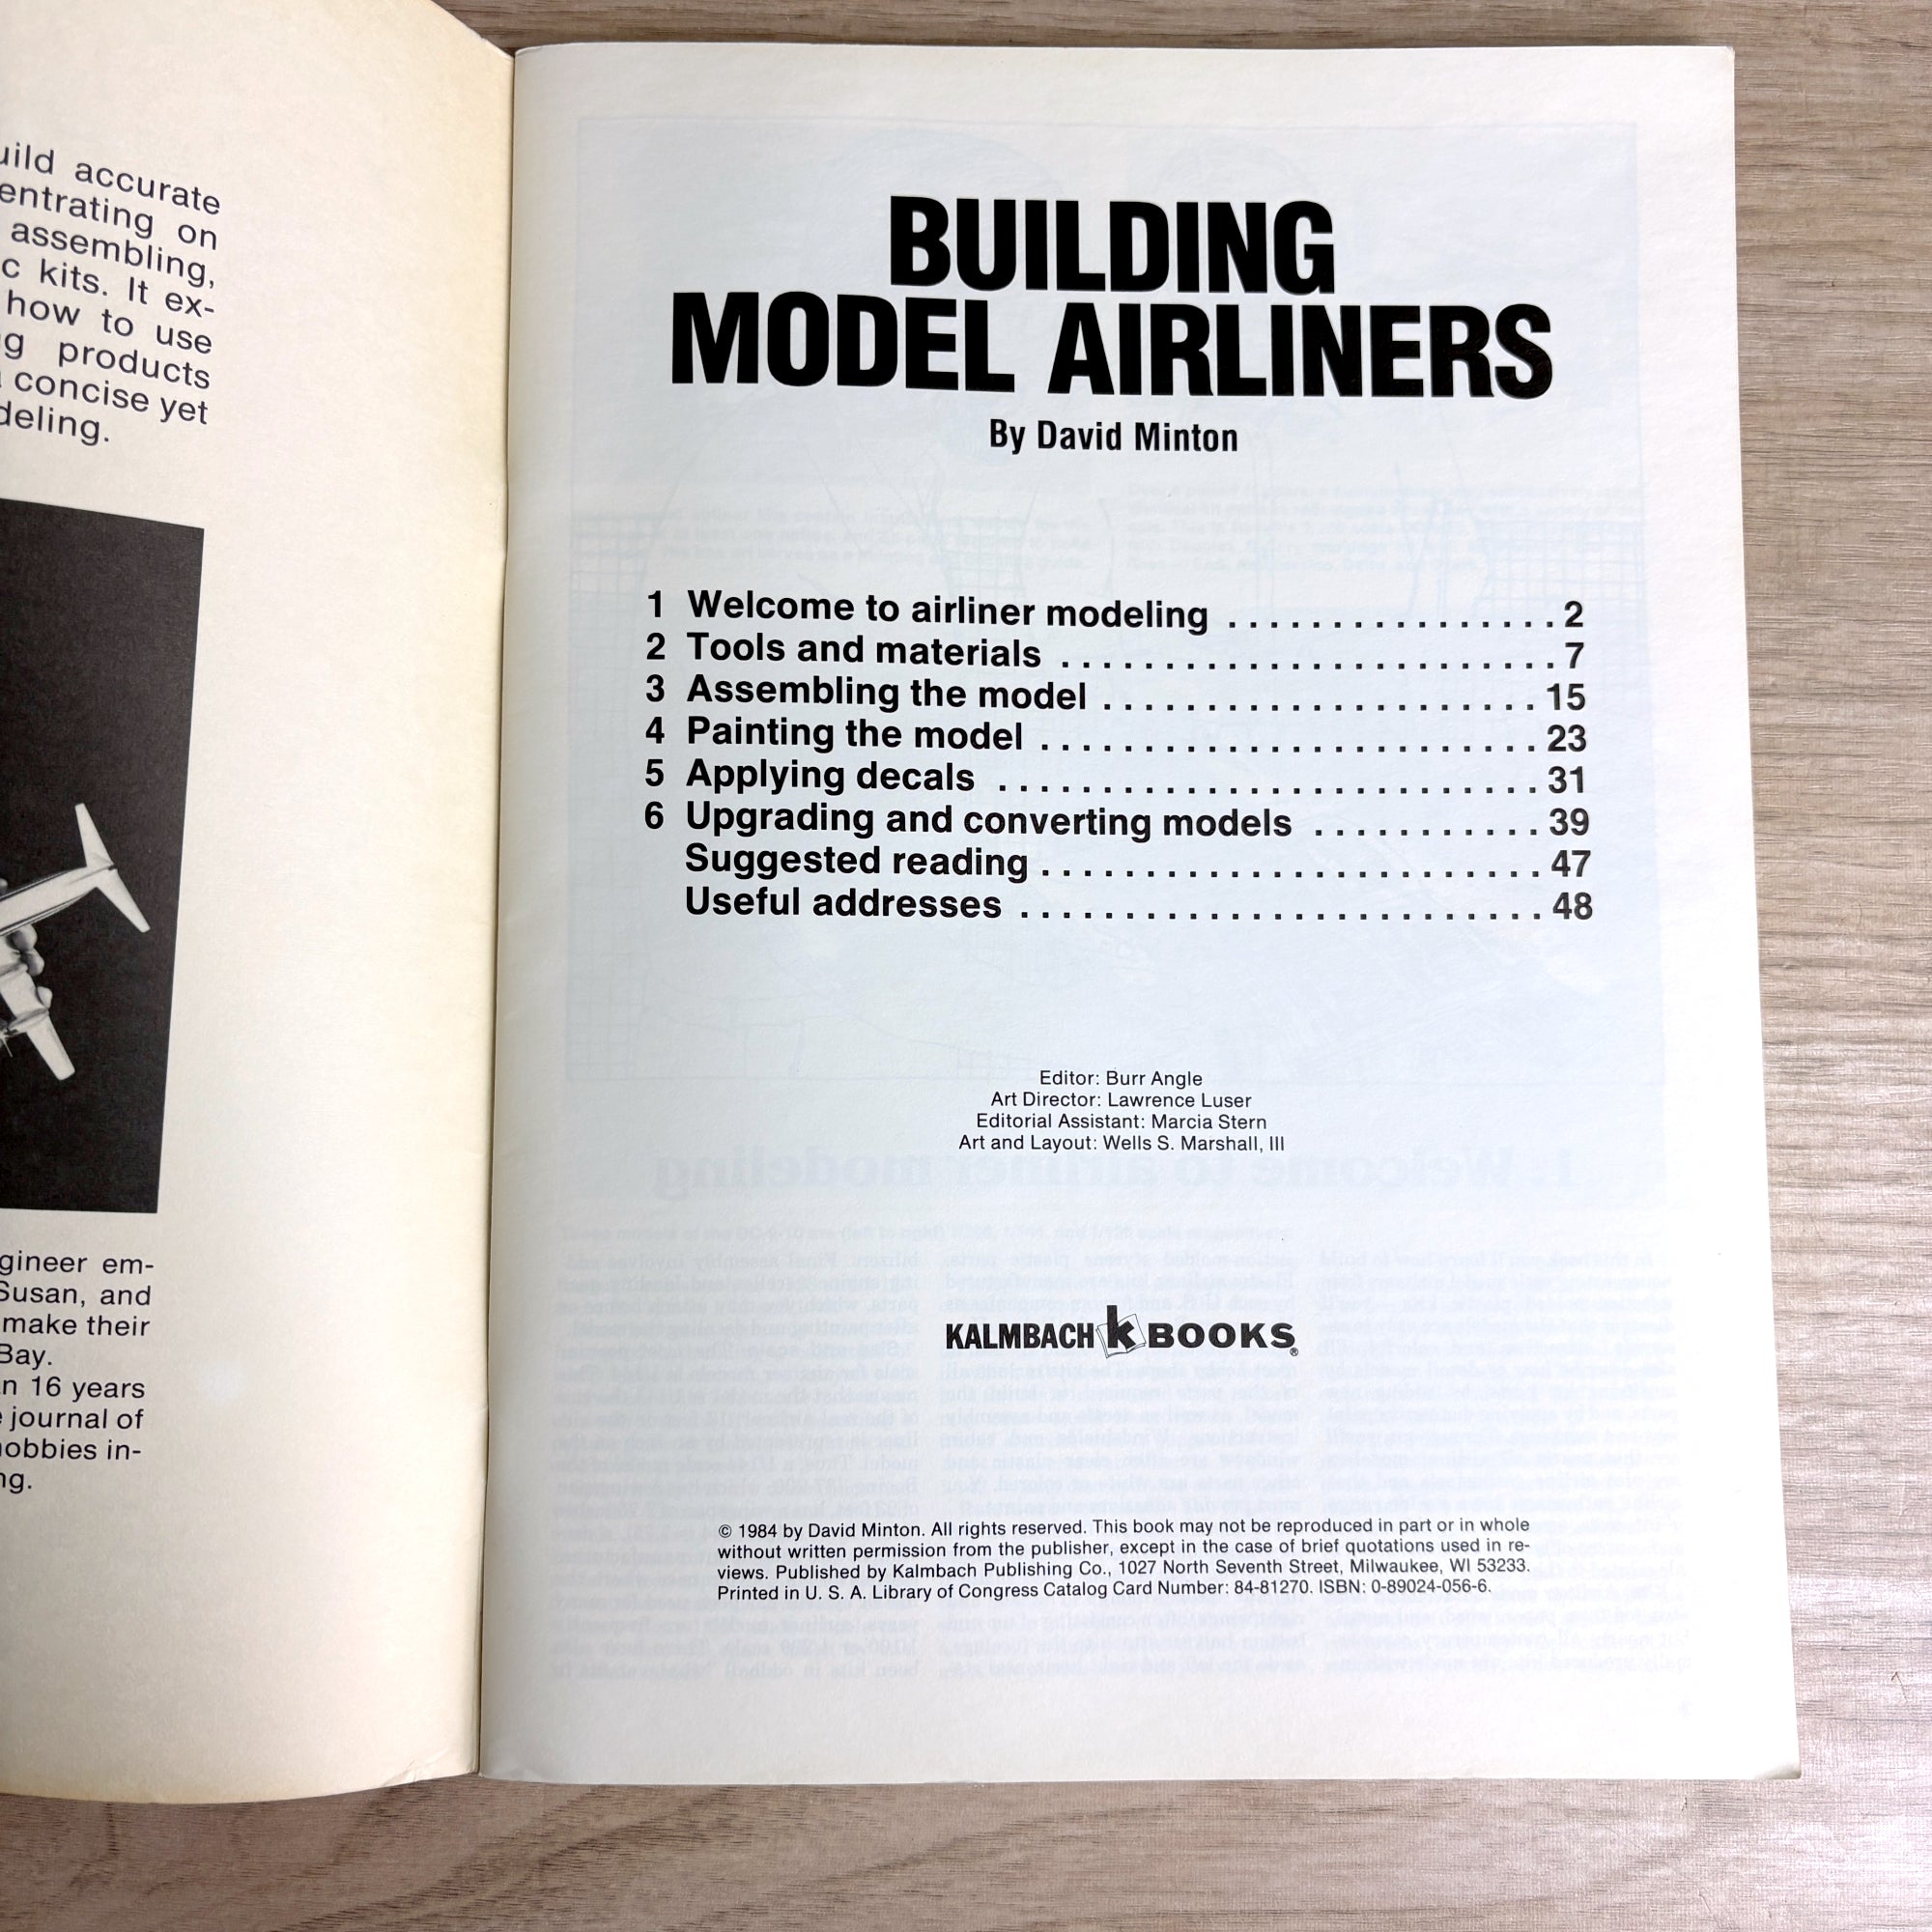 uild accurate
entrating on
assembling,
c kits. It ex-
how to use
g products
concise yet
deling.
gineer em-
Susan, and
make their
Bay.
n 16 years
journal of
hobbies in-
ng.
BUILDING
MODEL AIRLINERS
By David Minton
1 Welcome to airliner modeling . . . . . . . . . . . . . . . . 2
2 Tools and materials . . . . . . . . . . . . . . . . . . . . . . . . 7
3 Assembling the model . . . . . . . . . . . . . . . . . . . . . 15
4 Painting the model . . . . . . . . . . . . . . . . . . . . . . . . 23
5 Applying decals . . . . . . . . . . . . . . . . . . . . . . . . . . 31
6 Upgrading and converting models . . . . . . . . . . . 39
Suggested reading . . . . . . . . . . . . . . . . . . . . . . . . 47
Useful addresses . . . . . . . . . . . . . . . . . . . . . . . . . 48
Editor: Burr Angle
Art Director: Lawrence Luser
Editorial Assistant: Marcia Stern
Art and Layout: Wells S. Marshall, III
KALMBACH k BOOKS®
© 1984 by David Minton. All rights reserved. This book may not be reproduced in part or in whole
without written permission from the publisher, except in the case of brief quotations used in re-
views. Published by Kalmbach Publishing Co., 1027 North Seventh Street, Milwaukee, WI 53233.
Printed in U. S. A. Library of Congress Catalog Card Number: 84-81270. ISBN: 0-89024-056-6.